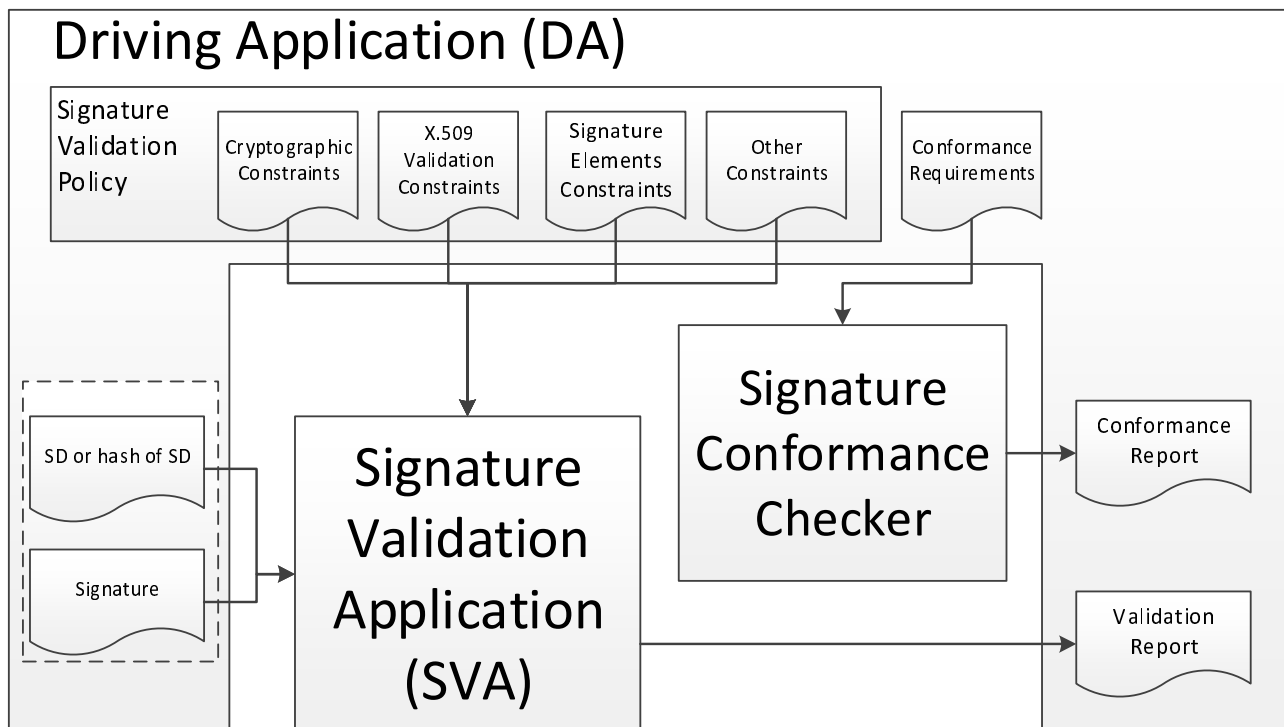 Driving Application (DA)
Signature
Validation
Policy
Cryptographic
Constraints
X.509
Validation
Constraints
Signature
Elements
Constraints
Other
Constraints
Conformance
Requirements
SD or hash of SD
Signature
Signature
Validation
Application
(SVA)
Signature
Conformance
Checker
Conformance
Report
Validation
Report